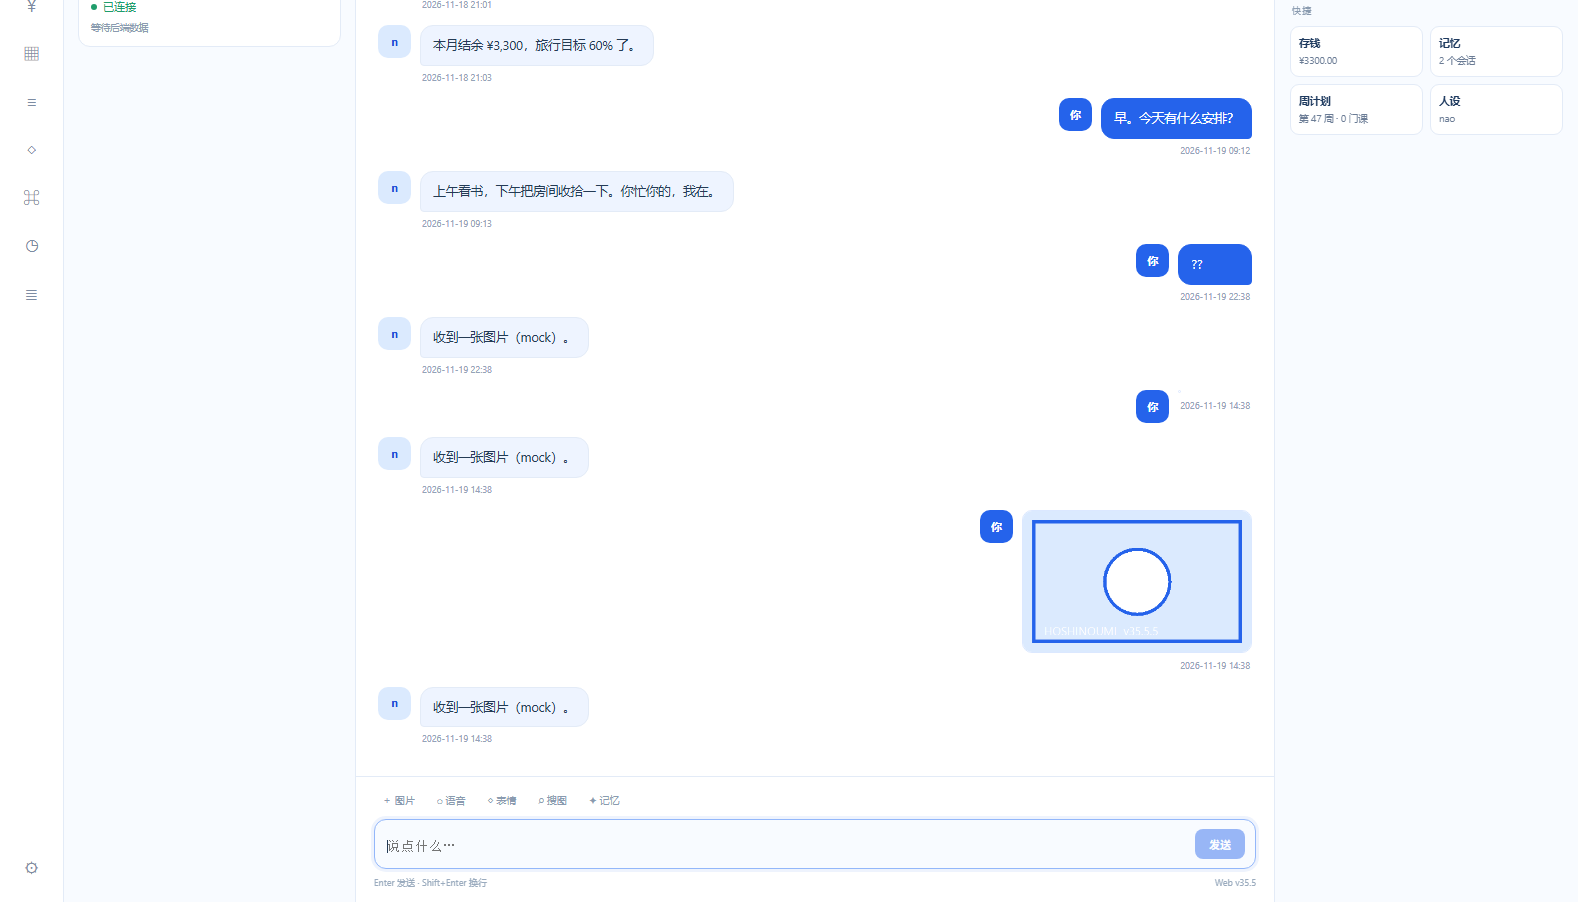 ¥
已连接
等待后端数据
2026-11-18 21:01
n
本月结余 ¥3,300，旅行目标 60% 了。
2026-11-18 21:03
你
早。今天有什么安排？
2026-11-19 09:12
n
上午看书，下午把房间收拾一下。你忙你的，我在。
2026-11-19 09:13
你
??
2026-11-19 22:38
n
收到一张图片（mock）。
2026-11-19 22:38
你
2026-11-19 14:38
n
收到一张图片（mock）。
2026-11-19 14:38
你
HOSHINOUMI v35.5.5
2026-11-19 14:38
n
收到一张图片（mock）。
2026-11-19 14:38
+ 图片
语音
表情
搜图
记忆
说点什么…
发送
Enter 发送 · Shift+Enter 换行
Web v35.5
快捷
存钱
¥3300.00
记忆
2 个会话
周计划
第 47 周 · 0 门课
人设
nao